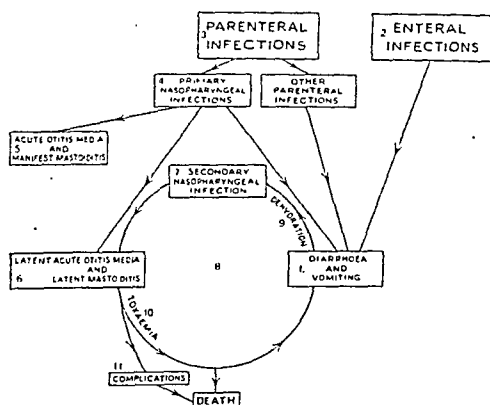 3 PARENTERAL
INFECTIONS
2 ENTERAL
INFECTIONS
4 PRIMARY
NASOPHARYNGEAL
INFECTIONS
OTHER
PARENTERAL
INFECTIONS
ACUTE OTITIS MEDIA
5 AND
MANIFEST MASTOIDITIS
7 SECONDARY
NASOPHARYNGEAL
INFECTION
DEHYDRATION
9
LATENT ACUTE OTITIS MEDIA
AND
6 LATENT MASTOIDITIS
8
1. DIARRHOEA
AND
VOMITING
TOXAEMIA
10
11
COMPLICATIONS
DEATH